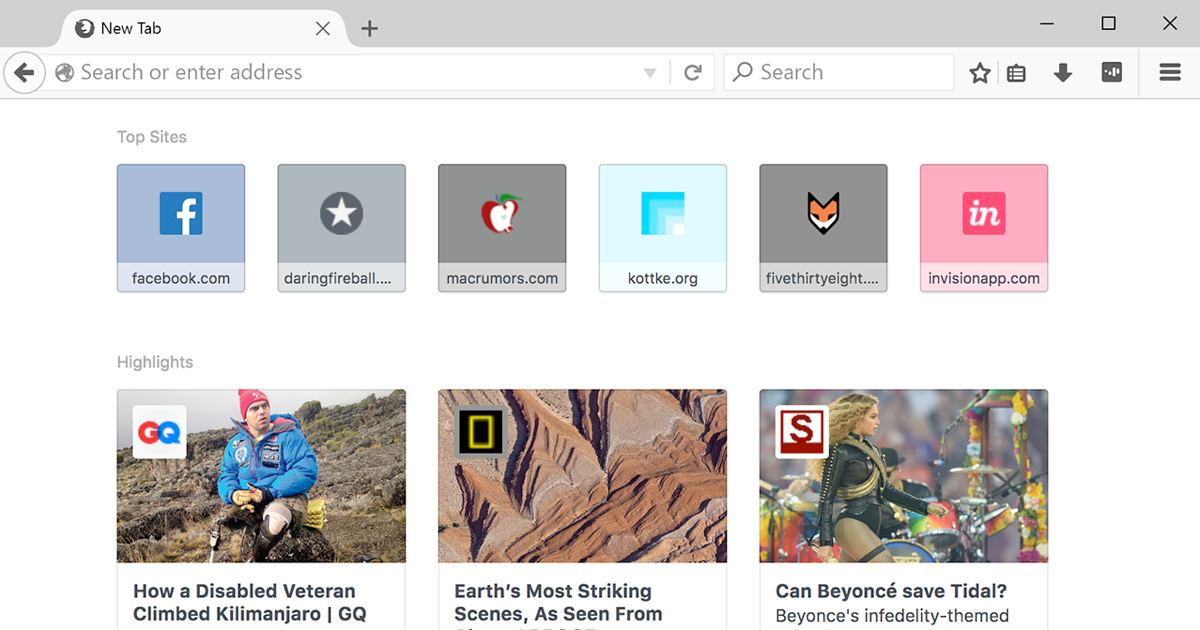 New Tab
Search or enter address
Search
Top Sites
f
in
facebook.com
daringfireball....
macrumors.com
kottke.org
fivethirtyeight....
invisionapp.com
Highlights
GQ
S
How a Disabled Veteran
Climbed Kilimanjaro | GQ
Earth’s Most Striking
Scenes, As Seen From
Can Beyoncé save Tidal?
Beyonce's infedelity-themed